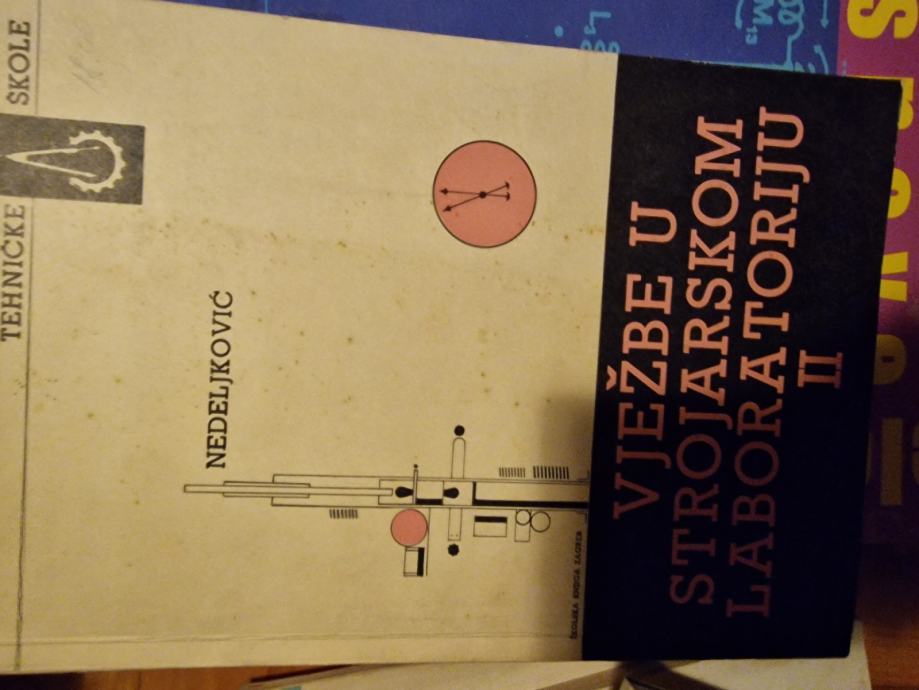 TEHNIČKE ŠKOLE
NEDELJKOVIĆ
ŠKOLSKA KNJIGA ZAGREB
VJEŽBE U
STROJARSKOM
LABORATORIJU
II